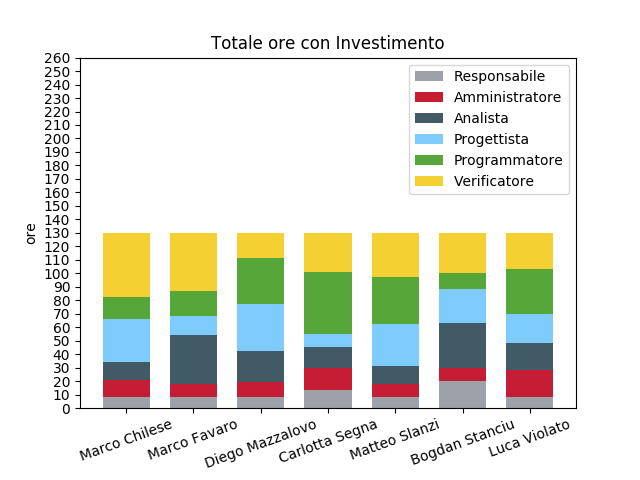 Totale ore con Investimento
260
250
240
230
220
210
200
190
180
170
160
150
140
130
120
110
100
90
80
70
60
50
40
30
20
10
0
ore
Responsabile
Amministratore
Analista
Progettista
Programmatore
Verificatore
Marco Chilese
Marco Favaro
Diego Mazzalovo
Carlotta Segna
Matteo Slanzi
Bogdan Stanciu
Luca Violato